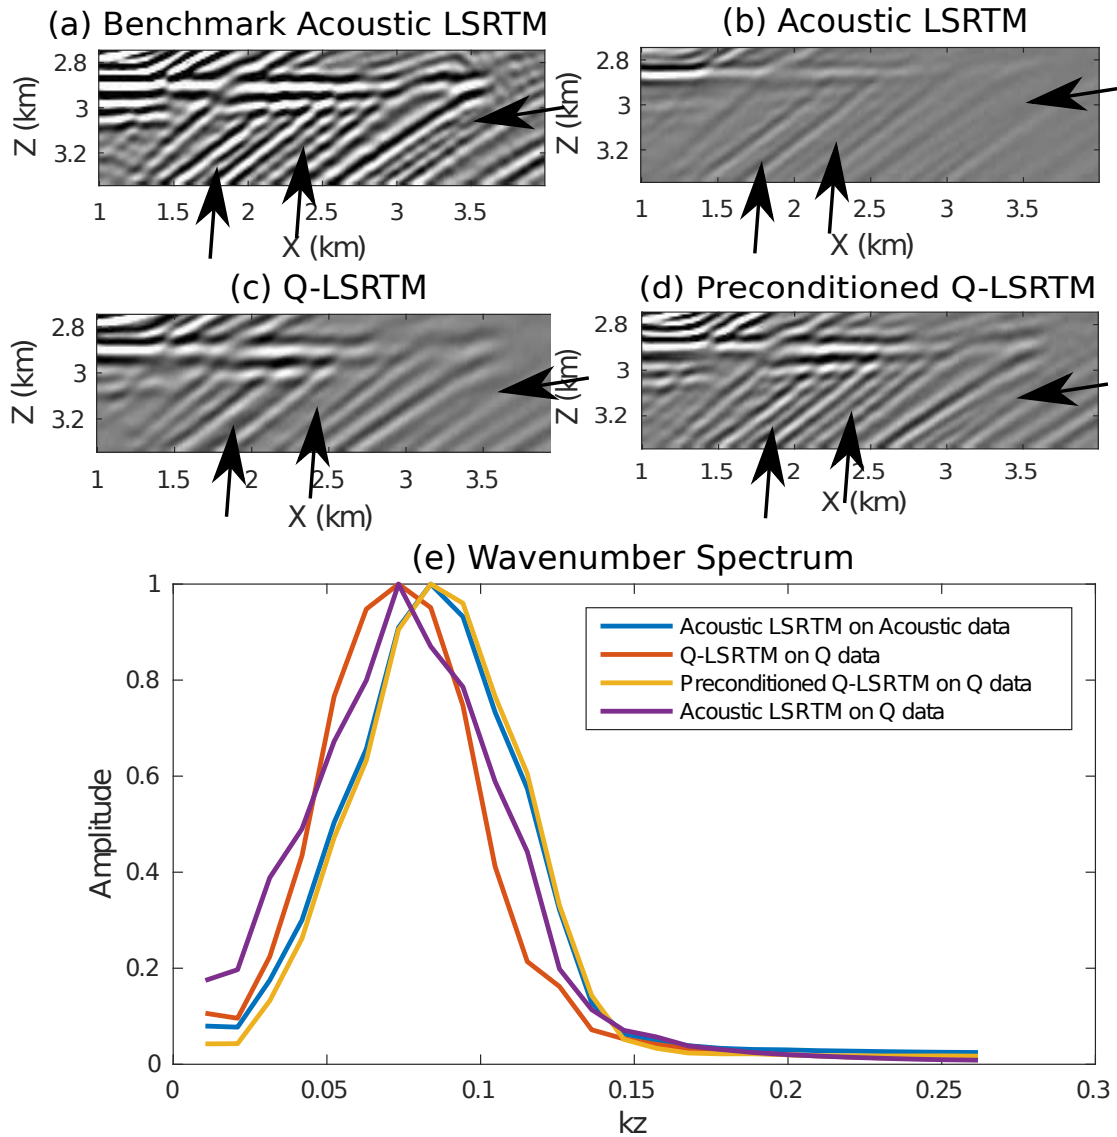 (a) Benchmark Acoustic LSRTM
(b) Acoustic LSRTM
Z (km)
2.8
3
3.2
1
1.5
2
2.5
3
3.5
X (km)
Z (km)
2.8
3
3.2
1
1.5
2
2.5
3
3.5
X (km)
(c) Q-LSRTM
(d) Preconditioned Q-LSRTM
Z (km)
2.8
3
3.2
1
1.5
2
2.5
3
3.5
X (km)
Z (km)
2.8
3
3.2
1
1.5
2
2.5
3
3.5
X (km)
(e) Wavenumber Spectrum
Amplitude
1
0.8
0.6
0.4
0.2
0
Acoustic LSRTM on Acoustic data
Q-LSRTM on Q data
Preconditioned Q-LSRTM on Q data
Acoustic LSRTM on Q data
0
0.05
0.1
0.15
0.2
0.25
0.3
kz